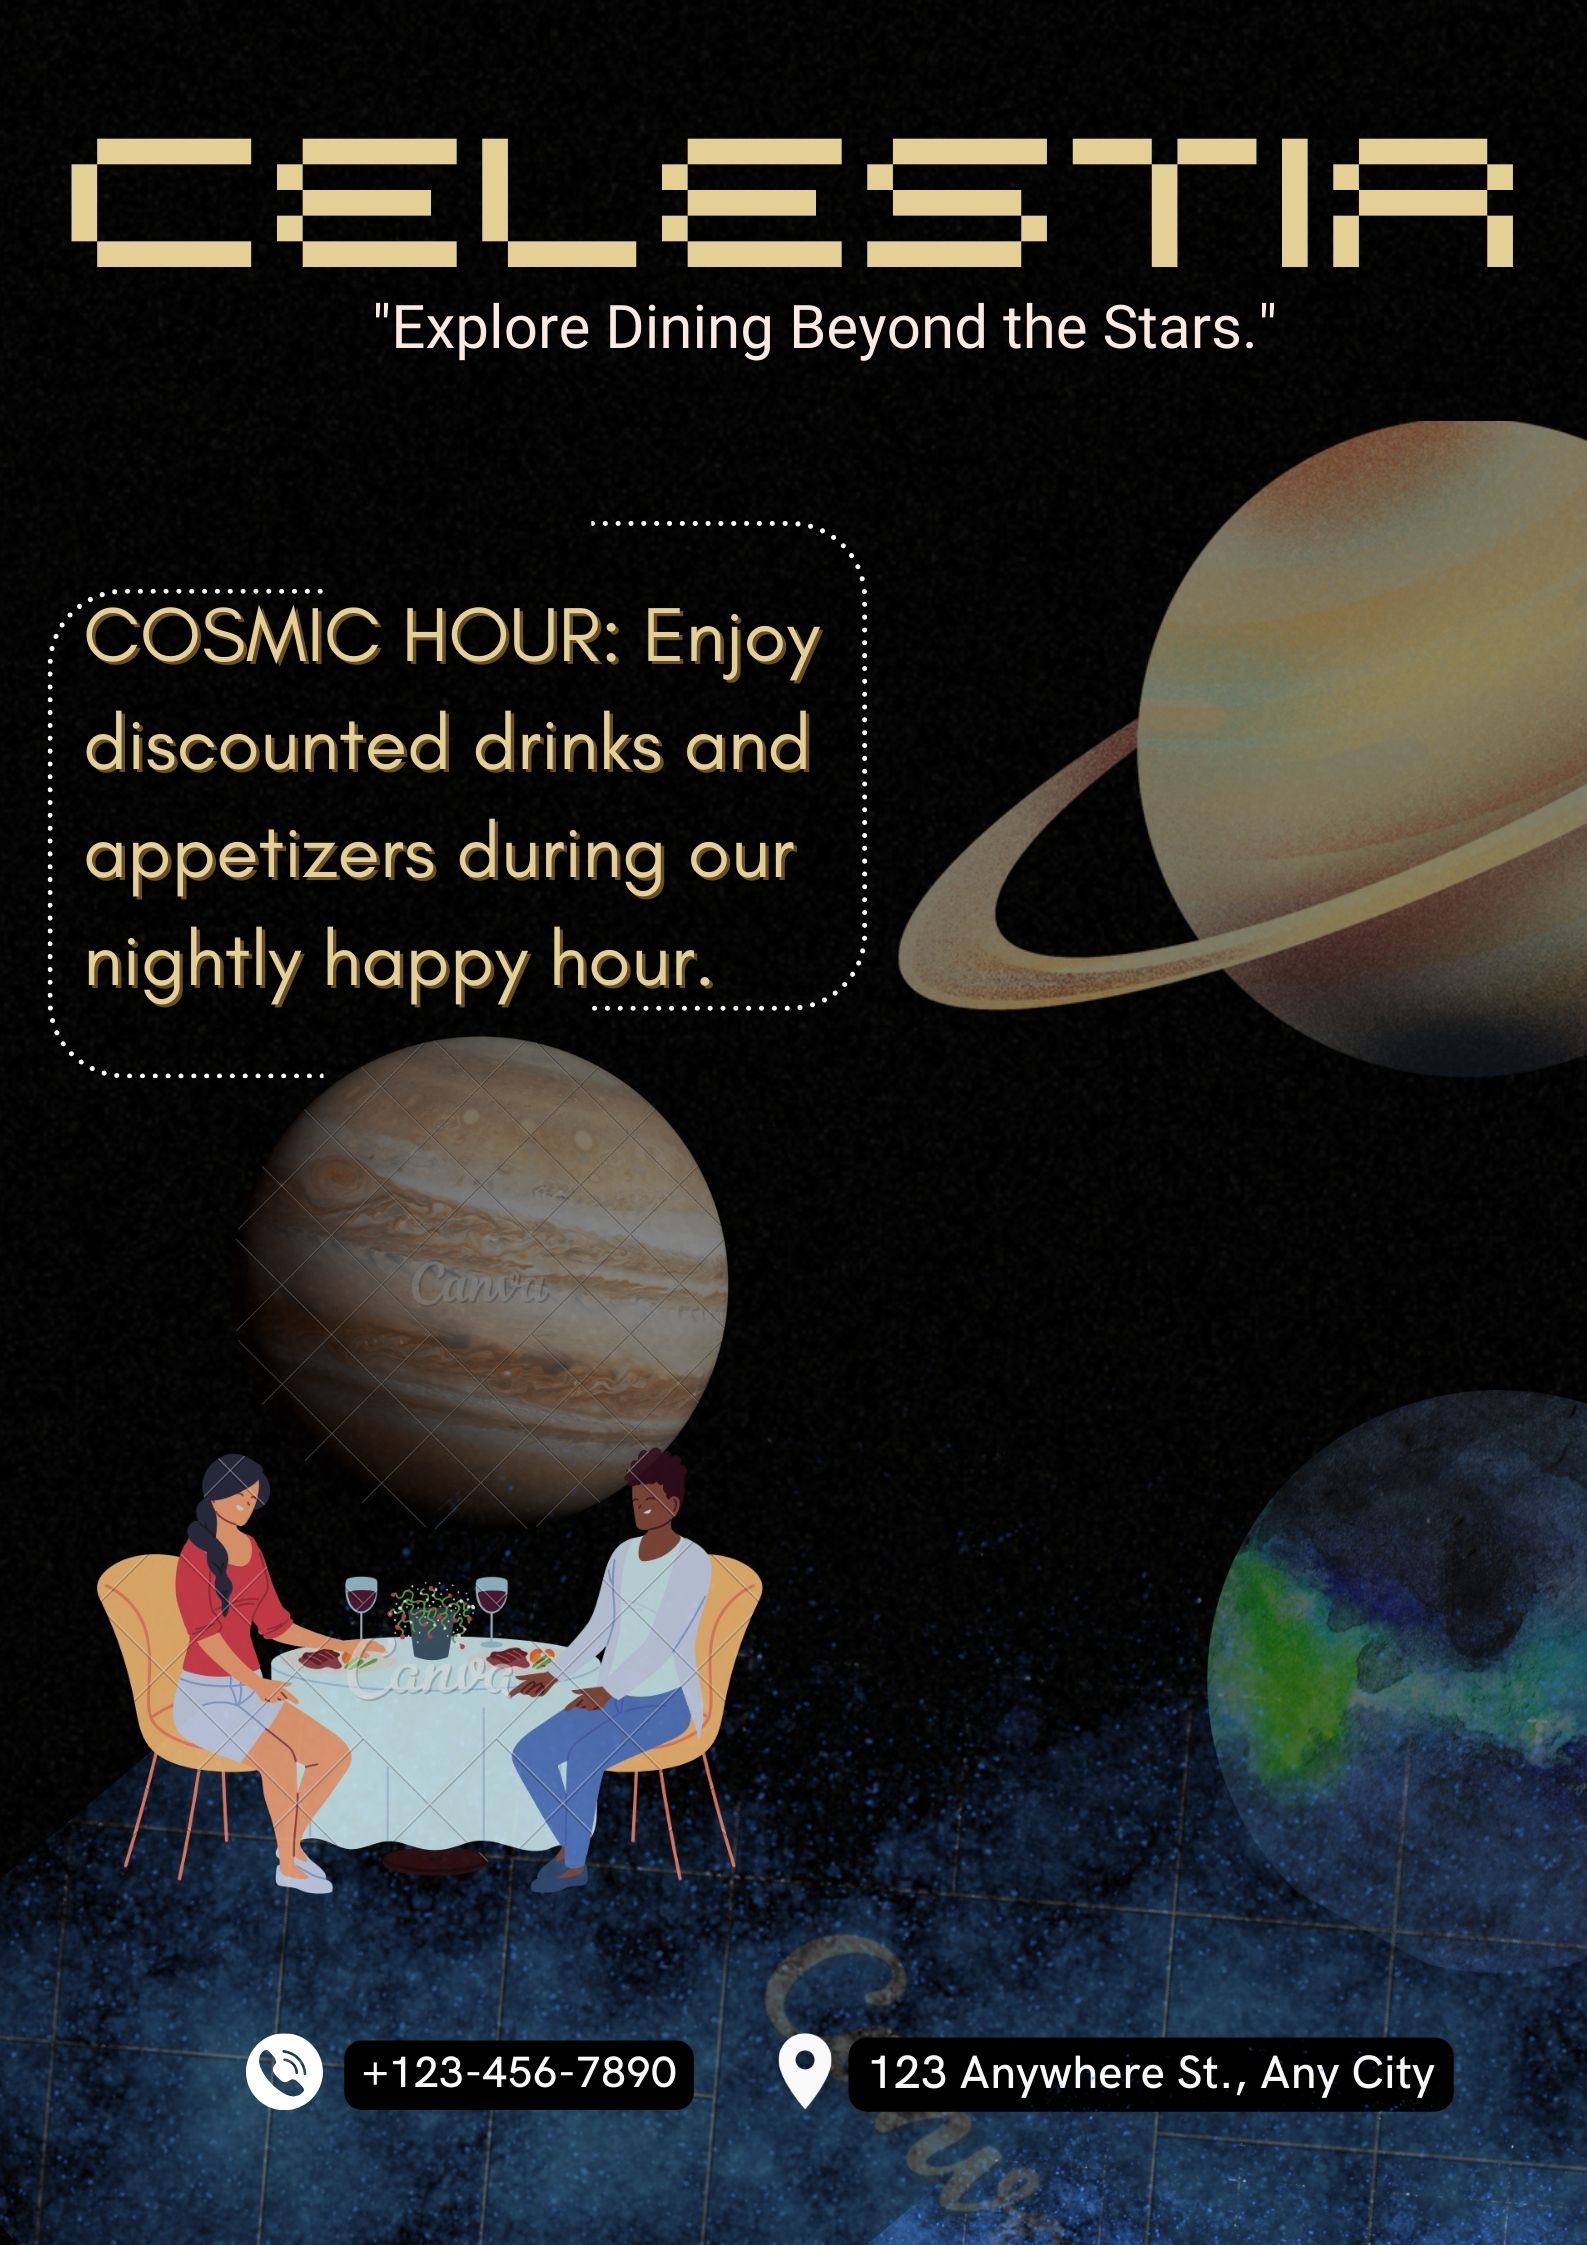 CELESTIA
"Explore Dining Beyond the Stars."
COSMIC HOUR: Enjoy
discounted drinks and
appetizers during our
nightly happy hour.
Canva
Canva
+123-456-7890
123 Anywhere St., Any City